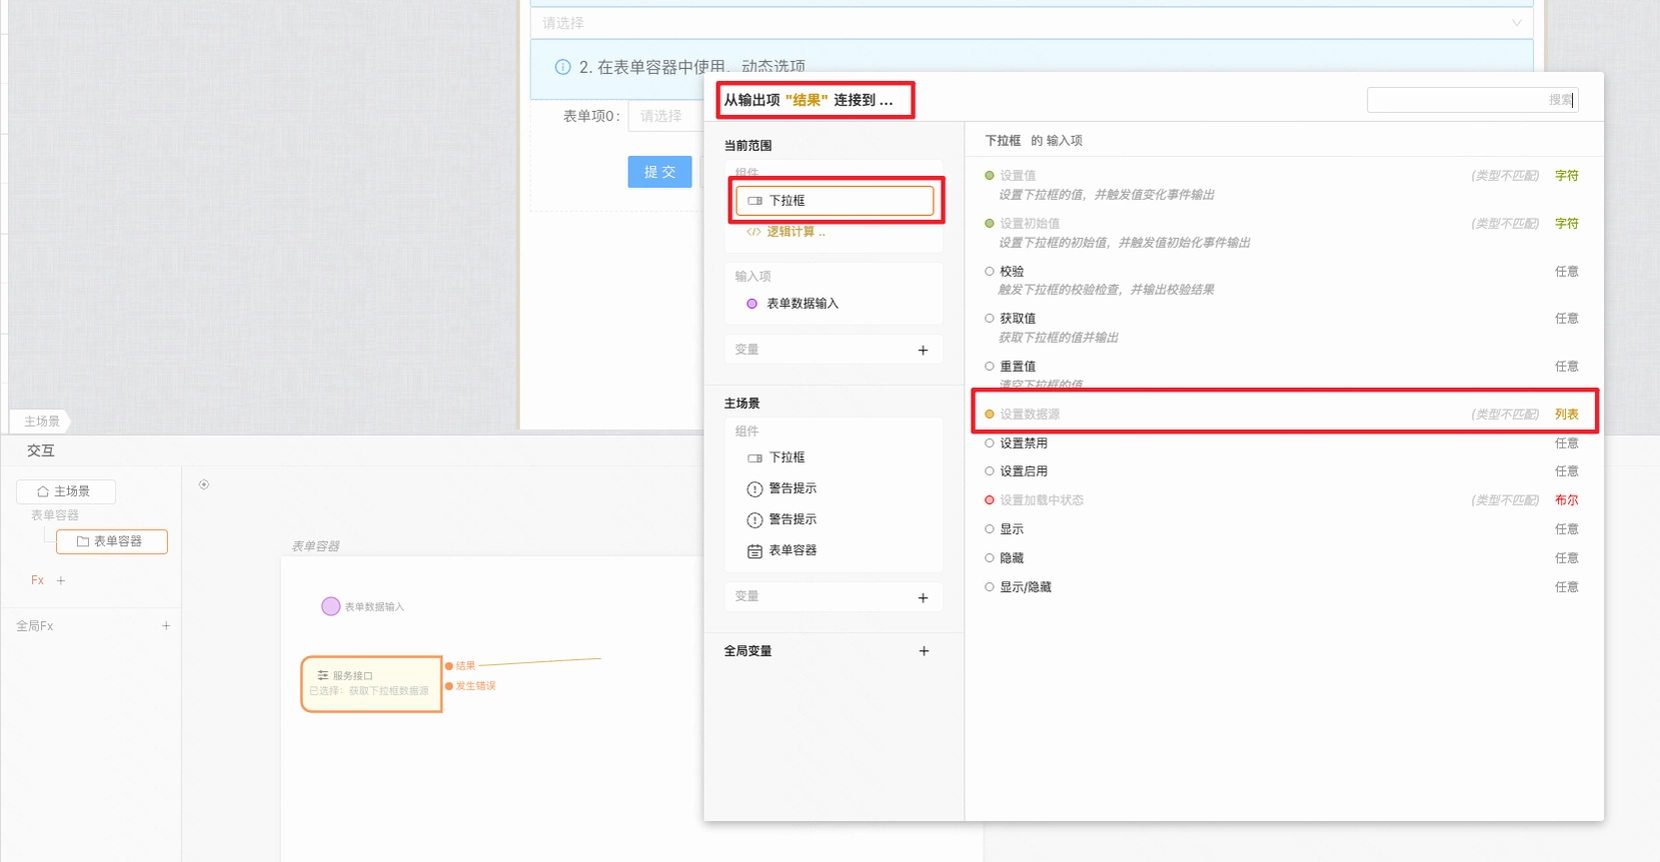 请选择
2. 在表单容器中使用，动态选项
表单项0：
请选择
提 交
主场景
交互
主场景
表单容器
表单容器
Fx +
全局Fx +
表单容器
表单数据输入
服务接口
已选择：获取下拉框数据源
结果
发生错误
从输出项 "结果" 连接到 ...
搜索
当前范围
组件
下拉框
</> 逻辑计算 ..
输入项
表单数据输入
变量 +
主场景
组件
下拉框
警告提示
警告提示
表单容器
变量 +
全局变量 +
下拉框 的 输入项
设置值 (类型不匹配) 字符
设置下拉框的值，并触发值变化事件输出
设置初始值 (类型不匹配) 字符
设置下拉框的初始值，并触发值初始化事件输出
校验 任意
触发下拉框的校验检查，并输出校验结果
获取值 任意
获取下拉框的值并输出
重置值 任意
清空下拉框的值
设置数据源 (类型不匹配) 列表
设置禁用 任意
设置启用 任意
设置加载中状态 (类型不匹配) 布尔
显示 任意
隐藏 任意
显示/隐藏 任意